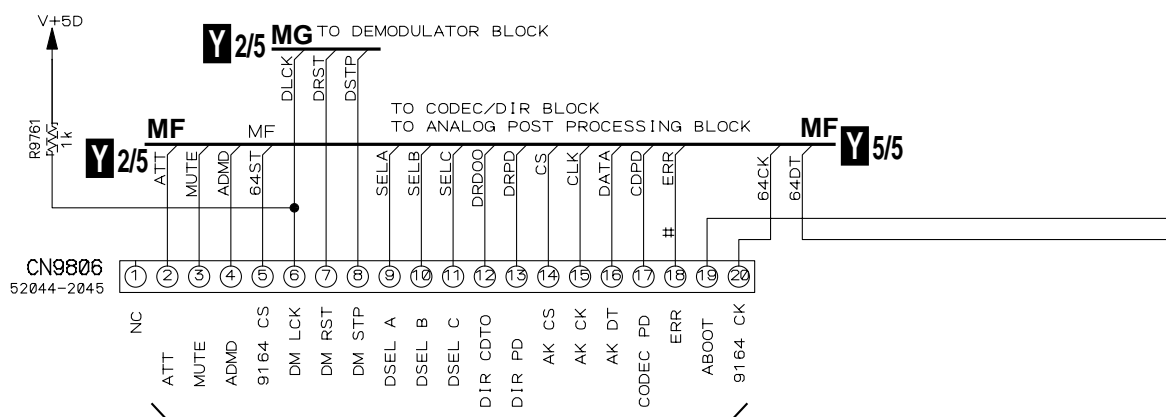 V+5D
Y 2/5 MG TO DEMODULATOR BLOCK
DLCK
DRST
DSTP
R9761
1k
TO CODEC/DIR BLOCK
TO ANALOG POST PROCESSING BLOCK
MF
MF
MF
Y 2/5
Y 5/5
ATT
MUTE
ADMD
64ST
SELA
SELB
SELC
DRDOO
DRPD
CS
CLK
DATA
CDPD
ERR
64CK
64DT
#
CN9806
52044-2045
1 2 3 4 5 6 7 8 9 10 11 12 13 14 15 16 17 18 19 20
NC
ATT
MUTE
ADMD
9164 CS
DM LCK
DM RST
DM STP
DSEL A
DSEL B
DSEL C
DIR CDTO
DIR PD
AK CS
AK CK
AK DT
CODEC PD
ERR
ABOOT
9164 CK